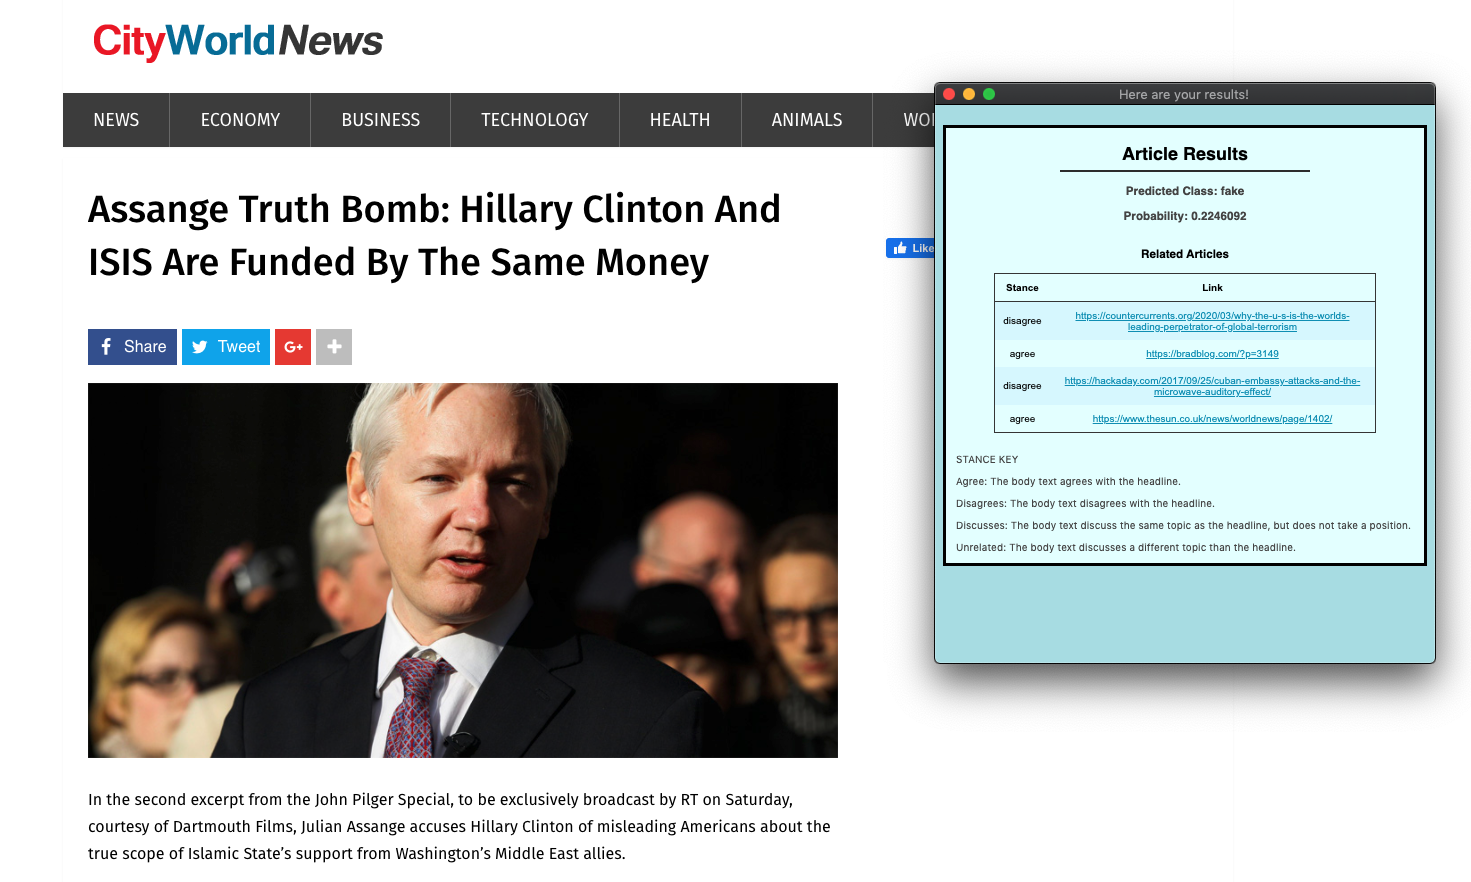 CityWorldNews
NEWS
ECONOMY
BUSINESS
TECHNOLOGY
HEALTH
ANIMALS
Assange Truth Bomb: Hillary Clinton And
ISIS Are Funded By The Same Money
Like
Share
Tweet
G+
In the second excerpt from the John Pilger Special, to be exclusively broadcast by RT on Saturday,
courtesy of Dartmouth Films, Julian Assange accuses Hillary Clinton of misleading Americans about the
true scope of Islamic State’s support from Washington’s Middle East allies.
Here are your results!
Article Results
Predicted Class: fake
Probability: 0.2246092
Related Articles
Stance Link
disagree https://countercurrents.org/2020/03/why-the-u-s-is-the-worlds-
leading-perpetrator-of-global-terrorism
agree https://bradblog.com/?p=3149
disagree https://hackaday.com/2017/09/25/cuban-embassy-attacks-and-the-
microwave-auditory-effect/
agree https://www.thesun.co.uk/news/worldnews/page/1402/
STANCE KEY
Agree: The body text agrees with the headline.
Disagrees: The body text disagrees with the headline.
Discusses: The body text discuss the same topic as the headline, but does not take a position.
Unrelated: The body text discusses a different topic than the headline.